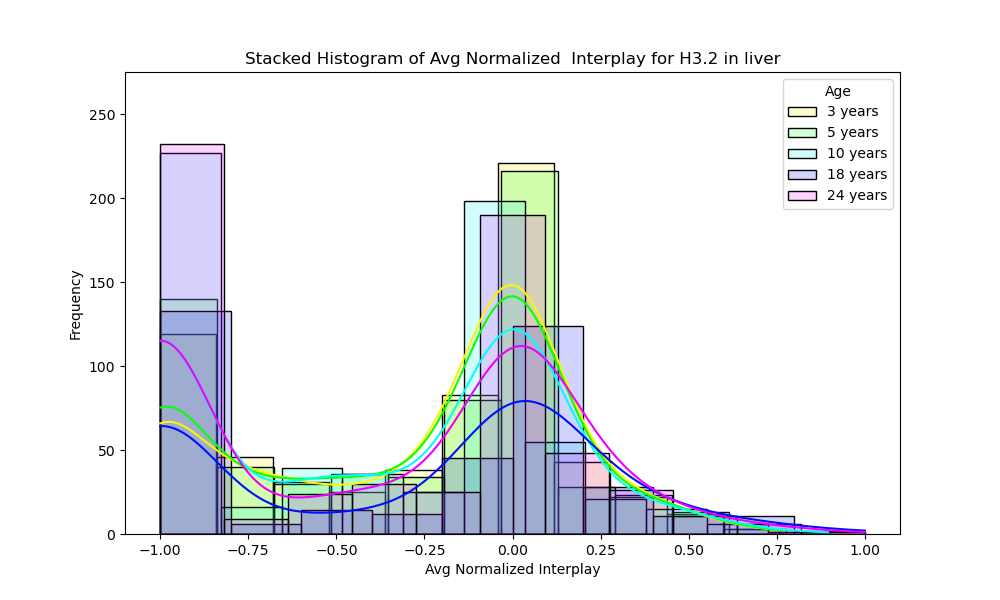 Stacked Histogram of Avg Normalized  Interplay for H3.2 in liver
Age
3 years
5 years
10 years
18 years
24 years
250
200
150
100
50
0
Frequency
−1.00 −0.75 −0.50 −0.25 0.00 0.25 0.50 0.75 1.00
Avg Normalized Interplay